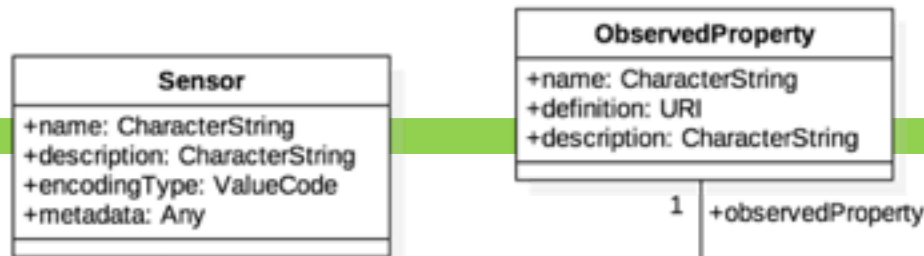 Sensor
+name: CharacterString
+description: CharacterString
+encodingType: ValueCode
+metadata: Any
ObservedProperty
+name: CharacterString
+definition: URI
+description: CharacterString
1
+observedProperty